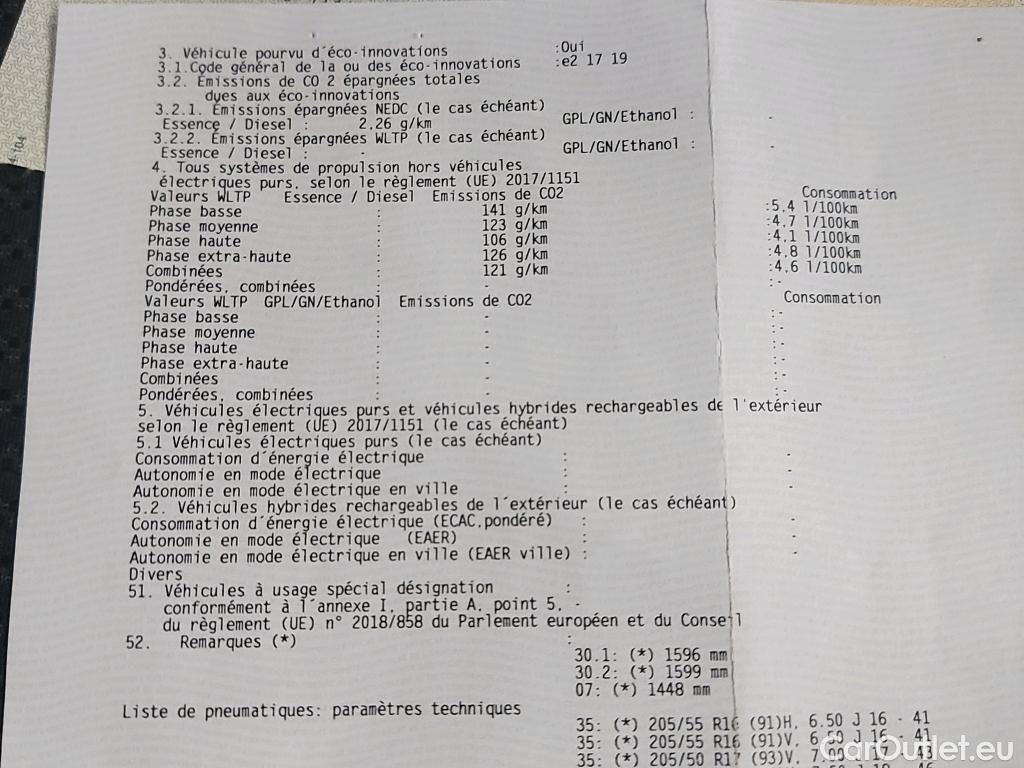 3. Véhicule pourvu d´éco-innovations :Oui
3.1.Code général de la ou des éco-innovations :e2 17 19
3.2. Émissions de CO 2 épargnées totales
dues aux éco-innovations
3.2.1. Émissions épargnées NEDC (le cas échéant)
Essence / Diesel : 2,26 g/km GPL/GN/Ethanol : -
3.2.2. Émissions épargnées WLTP (le cas échéant)
Essence / Diesel : - GPL/GN/Ethanol : -
4. Tous systèmes de propulsion hors véhicules
électriques purs, selon le règlement (UE) 2017/1151
Valeurs WLTP Essence / Diesel Emissions de CO2 Consommation
Phase basse : 141 g/km :5,4 l/100km
Phase moyenne : 123 g/km :4,7 l/100km
Phase haute : 106 g/km :4,1 l/100km
Phase extra-haute : 126 g/km :4,8 l/100km
Combinées : 121 g/km :4,6 l/100km
Pondérées, combinées : - :-
Valeurs WLTP GPL/GN/Ethanol Emissions de CO2 Consommation
Phase basse : - :-
Phase moyenne : - :-
Phase haute : - :-
Phase extra-haute : - :-
Combinées : - :-
Pondérées, combinées : - :-
5. Véhicules électriques purs et véhicules hybrides rechargeables de l'extérieur
selon le règlement (UE) 2017/1151 (le cas échéant)
5.1 Véhicules électriques purs (le cas échéant)
Consommation d´énergie électrique : -
Autonomie en mode électrique : -
Autonomie en mode électrique en ville : -
5.2. Véhicules hybrides rechargeables de l´extérieur (le cas échéant)
Consommation d´énergie électrique (ECAC,pondéré) : -
Autonomie en mode électrique (EAER) : -
Autonomie en mode électrique en ville (EAER ville) : -
Divers
51. Véhicules à usage spécial désignation :
conformément à l´annexe I, partie A, point 5, -
du règlement (UE) n° 2018/858 du Parlement européen et du Conseil
52. Remarques (*) :
30.1: (*) 1596 mm
30.2: (*) 1599 mm
07: (*) 1448 mm
Liste de pneumatiques: paramètres techniques
35: (*) 205/55 R16 (91)H, 6.50 J 16 - 41
35: (*) 205/55 R16 (91)V, 6.50 J 16 - 41
35: (*) 205/50 R17 (93)V, 7.00 J 17 - 43
CarOutlet.eu